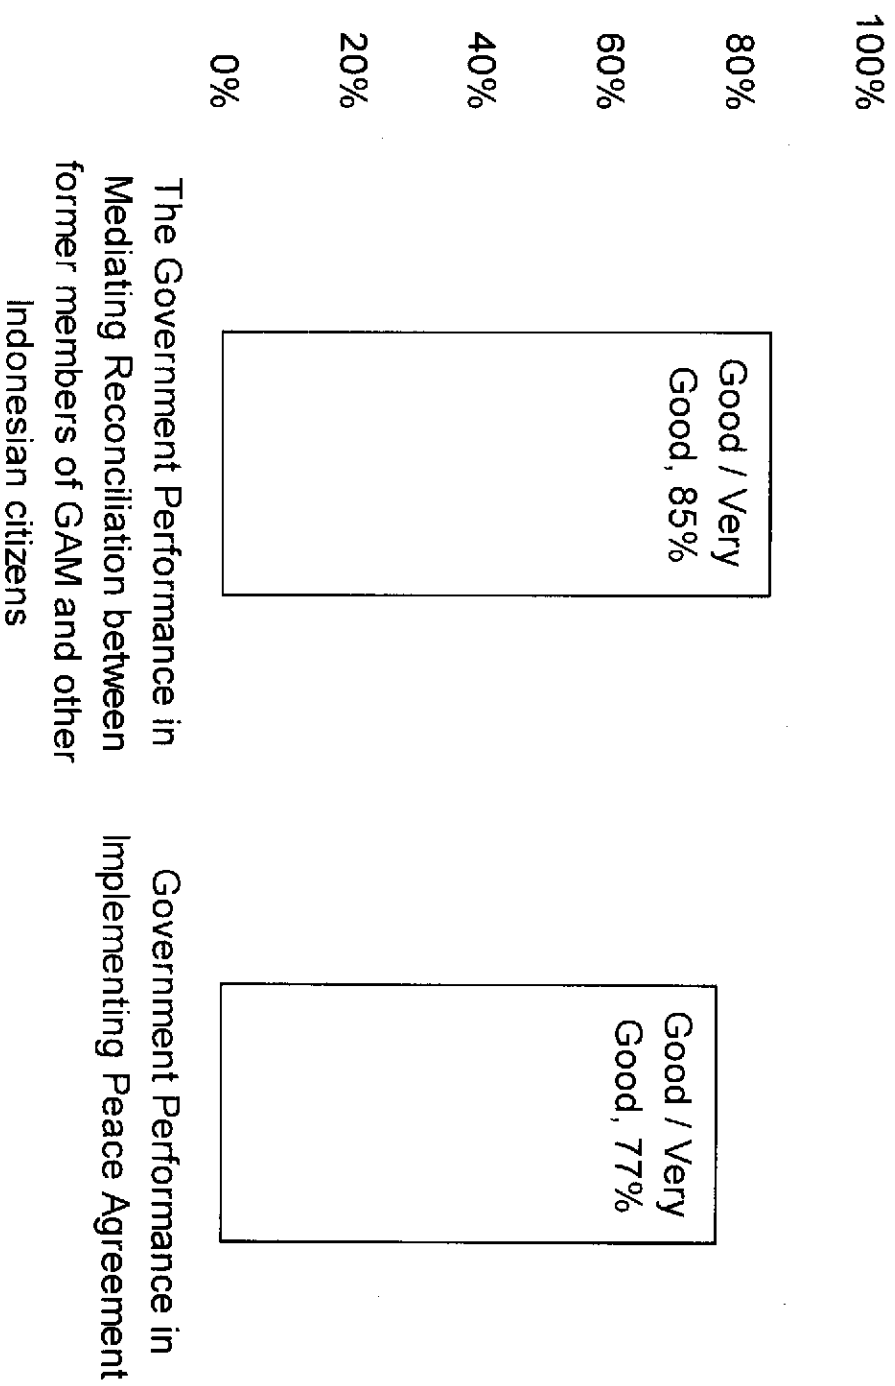 100%
80%
60%
40%
20%
0%
Good / Very
Good, 85%
Good / Very
Good, 77%
The Government Performance in
Mediating Reconciliation between
former members of GAM and other
Indonesian citizens
Government Performance in
Implementing Peace Agreement